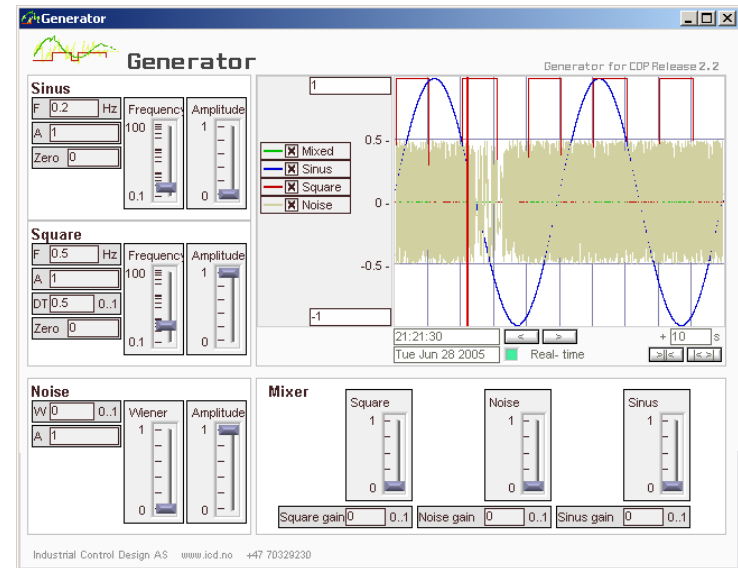 Generator
Generator
Generator for CDP Release 2.2
Sinus
F 0.2 Hz
A 1
Zero 0
Frequency
100
0.1
Amplitude
1
0
Square
F 0.5 Hz
A 1
DT 0.5 0..1
Zero 0
Frequency
100
0.1
Amplitude
1
0
1
0.5 -
0 -
-0.5 -
-1
X Mixed
X Sinus
X Square
X Noise
21:21:30 < > + 10 s
Tue Jun 28 2005 Real- time >|< <>
Noise
W 0 0..1
A 1
Wiener
1
0
Amplitude
1
0
Mixer
Square
1
0
Noise
1
0
Sinus
1
0
Square gain 0 0..1
Noise gain 0 0..1
Sinus gain 0 0..1
Industrial Control Design AS www.icd.no +47 70329230